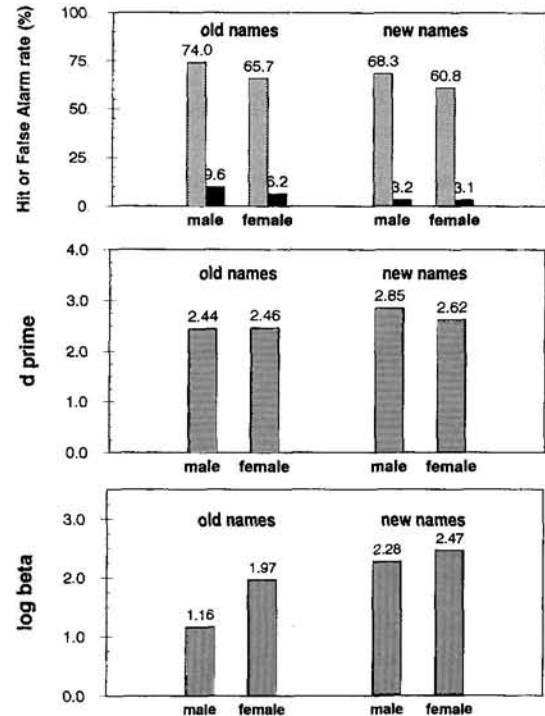 Hit or False Alarm rate (%)
100.
75
50.
25
0
old names
new names
74.0
9.6
65.7
6.2
68.3
3.2
60.8
3.1
male
female
male
female
d prime
4.0
3.0
2.0
1.0
0.0
old names
new names
2.44
2.46
2.85
2.62
male
female
male
female
log beta
3.0
2.0
1.0
0.0
old names
new names
1.16
1.97
2.28
2.47
male
female
male
female